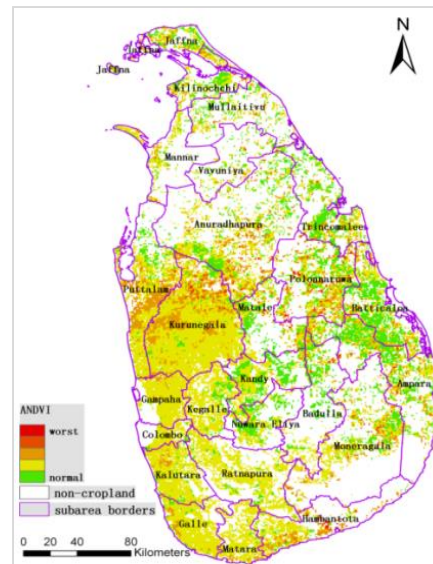 N
Jaffna
Jaffna
Jaffna
Kilinochchi
Mullaitivu
Mannar
Vavuniya
Anuradhapura
Trincomalee
Puttalam
Polonnaruwa
Matale
Batticaloa
Kurunegala
Kandy
Ampara
Gampaha
Kegalle
Nuwara Eliya
Badulla
Moneragala
Colombo
Kalutara
Ratnapura
Hambantota
Galle
Matara
ANDVI
worst
normal
non-cropland
subarea borders
0 20 40 80
Kilometers